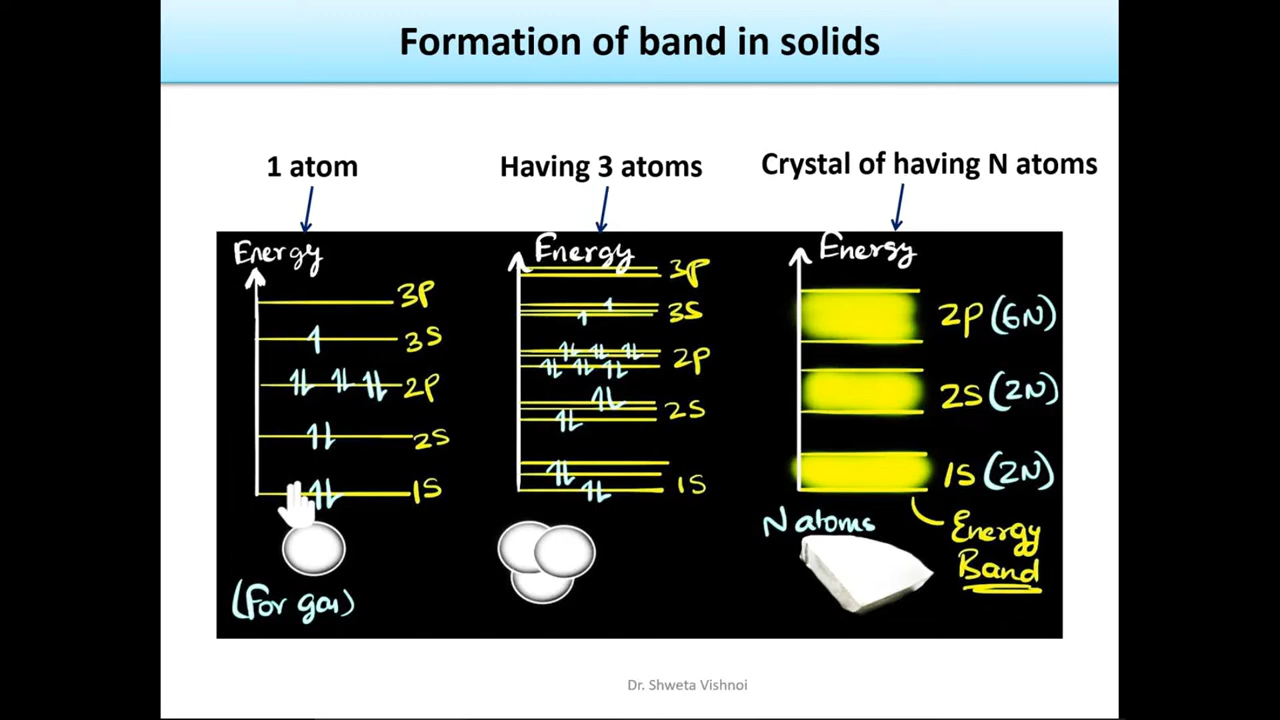 Formation of band in solids
1 atom
Having 3 atoms
Crystal of having N atoms
Energy
3P
3S
2P
2S
1S
(For gas)
Energy
3P
3S
2P
2S
1S
Energy
2P (6N)
2S (2N)
1S (2N)
N atoms
Energy
Band
Dr. Shweta Vishnoi